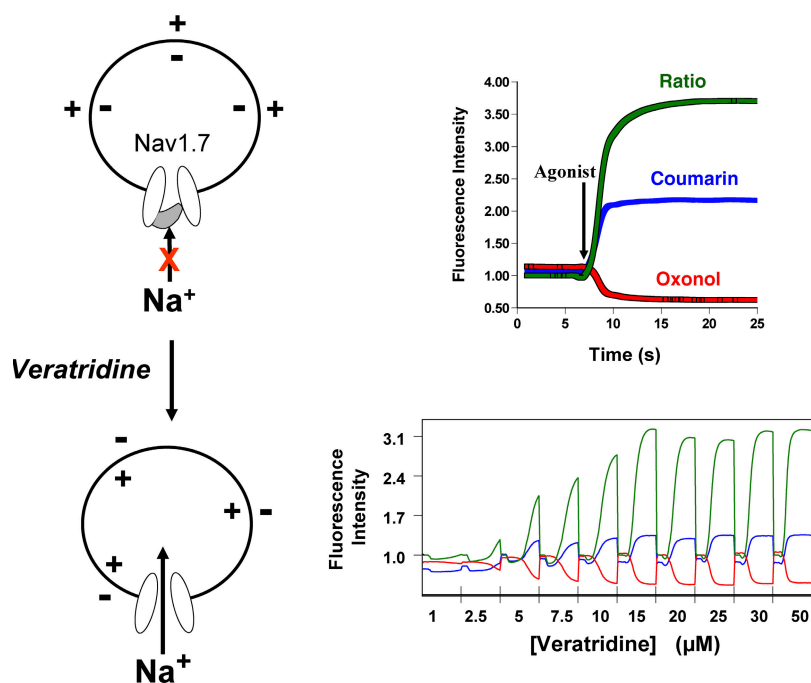 +
-
+ - - +
Nav1.7
X
Na+
Veratridine
-
+
+ -
+
-
Na+
Fluorescence Intensity
4.00
3.50
3.00
2.50
2.00
1.50
1.00
0.50
Ratio
Agonist
Coumarin
Oxonol
0 5 10 15 20 25
Time (s)
Fluorescence
Intensity
3.1
2.4
1.7
1.0
1 2.5 5 7.5 10 15 20 25 30 50
[Veratridine] (µM)